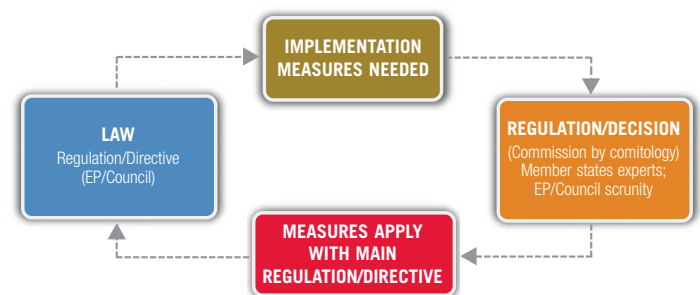 IMPLEMENTATION
MEASURES NEEDED
LAW
Regulation/Directive
(EP/Council)
REGULATION/DECISION
(Commission by comitology)
Member states experts;
EP/Council scrunity
MEASURES APPLY
WITH MAIN
REGULATION/DIRECTIVE